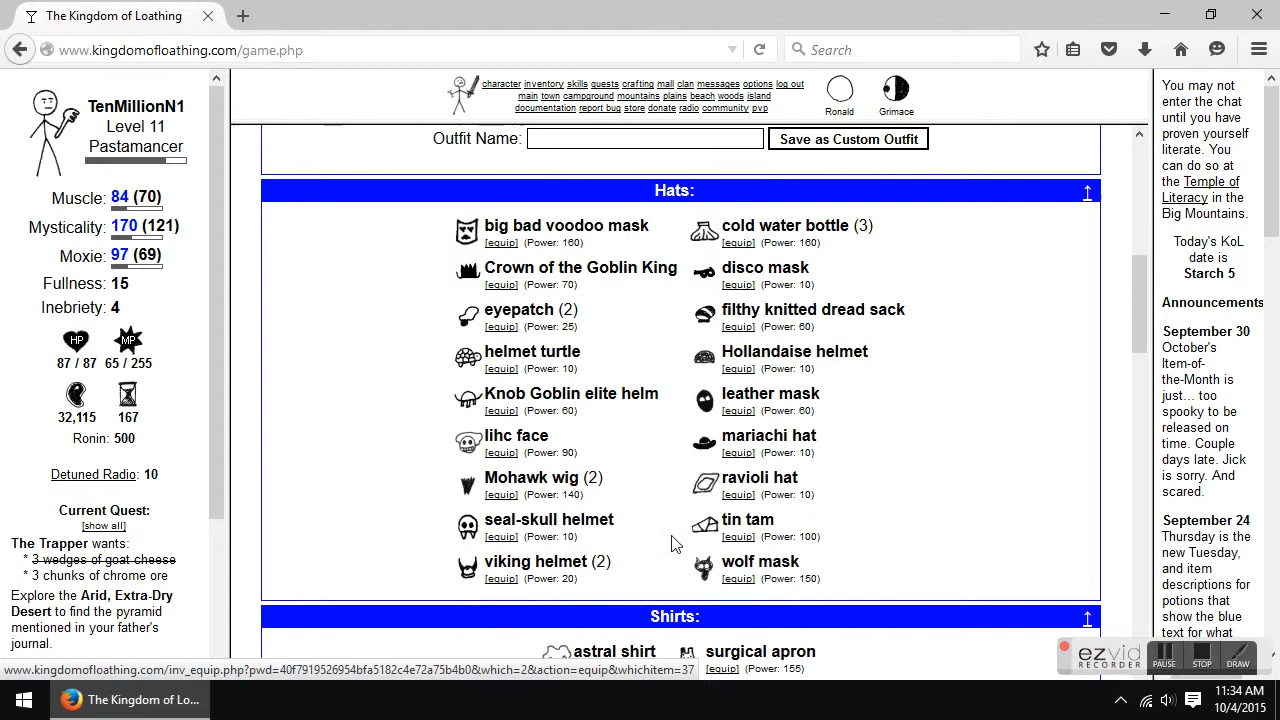 The Kingdom of Loathing
www.kingdomofloathing.com/game.php
Search
TenMillionN1
Level 11
Pastamancer
Muscle: 84 (70)
Mysticality: 170 (121)
Moxie: 97 (69)
Fullness: 15
Inebriety: 4
HP MP
87 / 87 65 / 255
32,115 167
Ronin: 500
Detuned Radio: 10
Current Quest:
[show all]
The Trapper wants:
* 3 wedges of goat cheese
* 3 chunks of chrome ore
Explore the Arid, Extra-Dry
Desert to find the pyramid
mentioned in your father's
journal.
character inventory skills quests crafting mall clan messages options log out
main town campground mountains plains beach woods island
documentation report bug store donate radio community pvp
Ronald Grimace
Outfit Name: Save as Custom Outfit
Hats: ↥
big bad voodoo mask
[equip] (Power: 160)
cold water bottle (3)
[equip] (Power: 160)
Crown of the Goblin King
[equip] (Power: 70)
disco mask
[equip] (Power: 10)
eyepatch (2)
[equip] (Power: 25)
filthy knitted dread sack
[equip] (Power: 60)
helmet turtle
[equip] (Power: 10)
Hollandaise helmet
[equip] (Power: 10)
Knob Goblin elite helm
[equip] (Power: 60)
leather mask
[equip] (Power: 60)
lihc face
[equip] (Power: 90)
mariachi hat
[equip] (Power: 10)
Mohawk wig (2)
[equip] (Power: 140)
ravioli hat
[equip] (Power: 10)
seal-skull helmet
[equip] (Power: 10)
tin tam
[equip] (Power: 100)
viking helmet (2)
[equip] (Power: 20)
wolf mask
[equip] (Power: 150)
Shirts: ↥
astral shirt
surgical apron
[equip] (Power: 155)
You may not
enter the chat
until you have
proven yourself
literate. You
can do so at
the Temple of
Literacy in the
Big Mountains.
Today's KoL
date is
Starch 5
Announcements
September 30
October's
Item-of-
the-Month is
just... too
spooky to be
released on
time. Couple
days late. Jick
is sorry. And
scared.
September 24
Thursday is the
new Tuesday,
and item
descriptions for
potions that
show the blue
text for what
www.kingdomofloathing.com/inv_equip.php?pwd=40f7919526954bfa5182c4e72a75b4b0&which=2&action=equip&whichitem=37
ezvid
RECORDER
PAUSE STOP DRAW
The Kingdom of Lo...
11:34 AM
10/4/2015